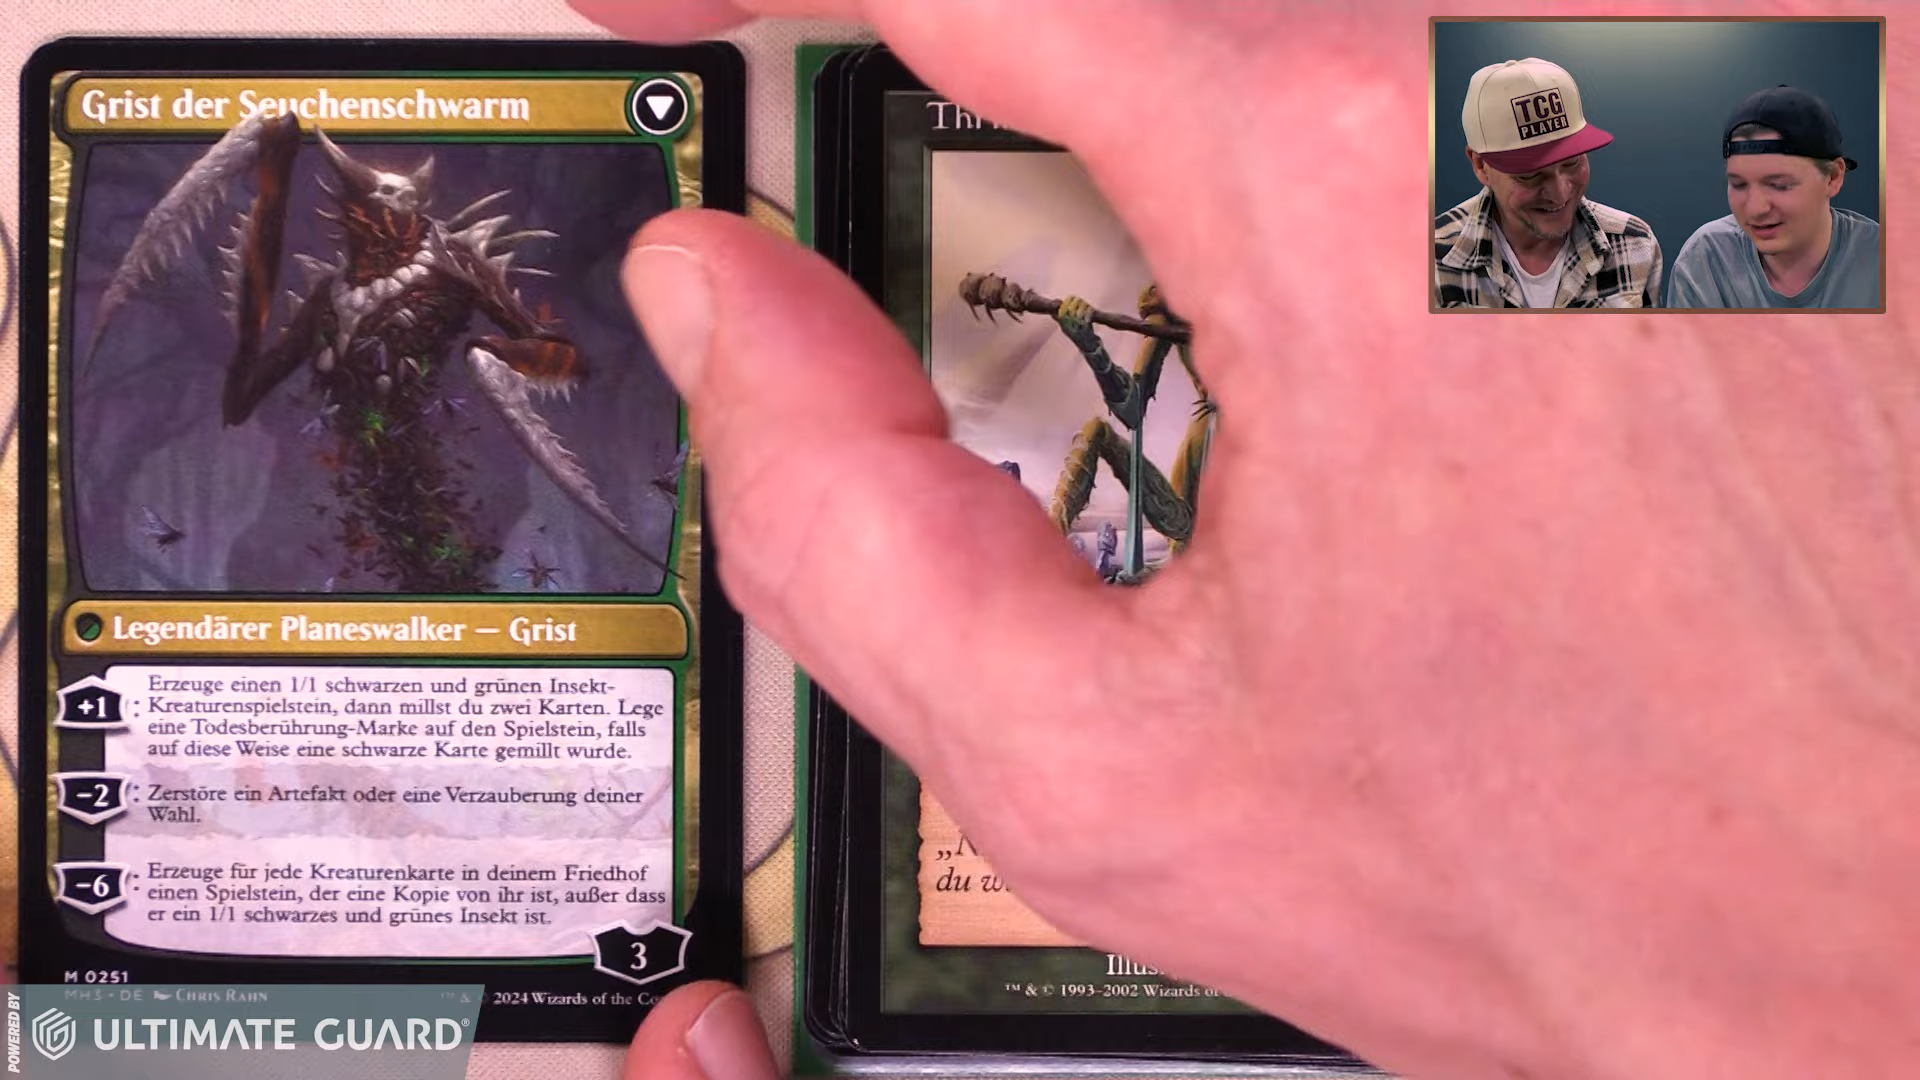 Grist der Seuchenschwarm
Legendärer Planeswalker – Grist
+1 : Erzeuge einen 1/1 schwarzen und grünen Insekt-
Kreaturenspielstein, dann millst du zwei Karten. Lege
eine Todesberührung-Marke auf den Spielstein, falls
auf diese Weise eine schwarze Karte gemillt wurde.
−2 : Zerstöre ein Artefakt oder eine Verzauberung deiner
Wahl.
−6 : Erzeuge für jede Kreaturenkarte in deinem Friedhof
einen Spielstein, der eine Kopie von ihr ist, außer dass
er ein 1/1 schwarzes und grünes Insekt ist.
3
M 0251
MH3 • DE Chris Rahn
™ & © 2024 Wizards of the Co
POWERED BY
ULTIMATE GUARD®
du
Illus.
™ & © 1993–2002 Wizards
TCG
PLAYER